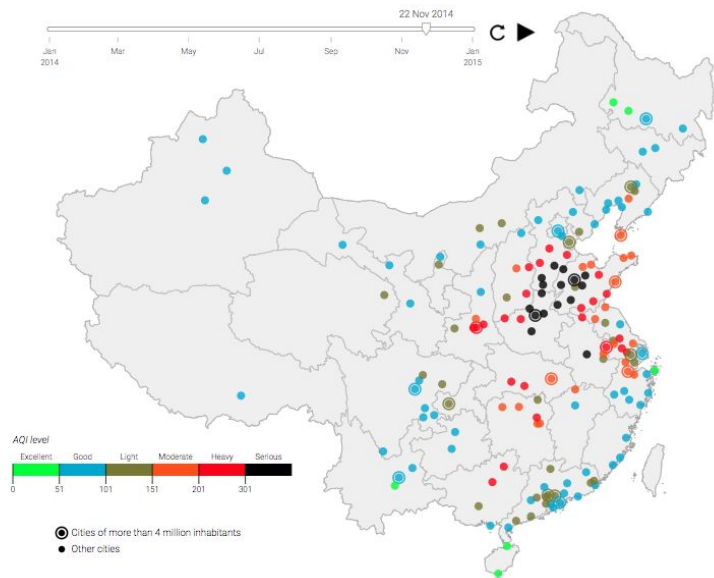 22 Nov 2014
Jan Mar May Jul Sep Nov Jan
2014 2015
AQI level
Excellent Good Light Moderate Heavy Serious
0 51 101 151 201 301
Cities of more than 4 million inhabitants
Other cities